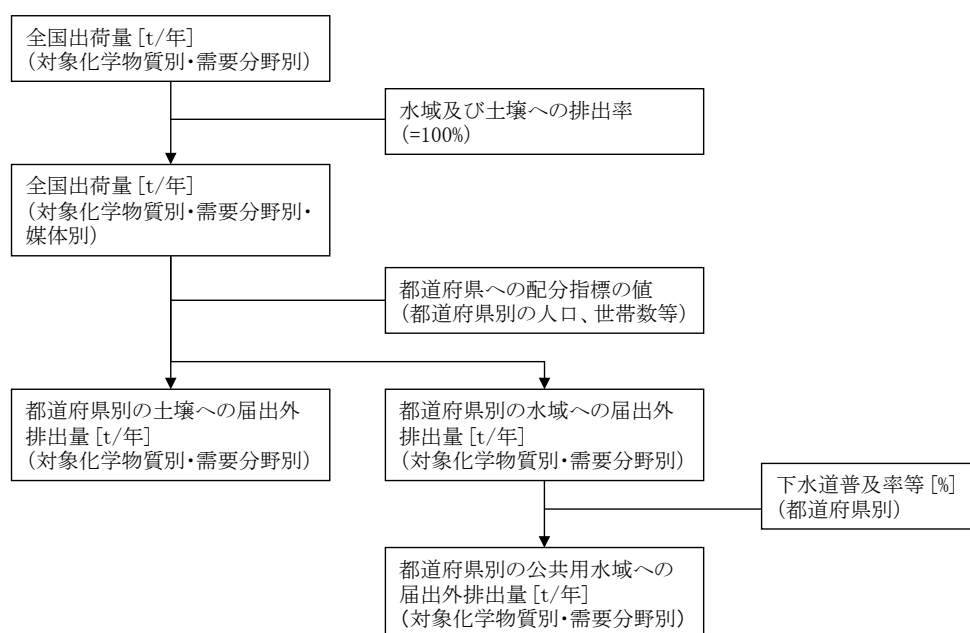 全国出荷量[t/年]
(対象化学物質別・需要分野別)
水域及び土壌への排出率
(=100%)
全国出荷量[t/年]
(対象化学物質別・需要分野別・
媒体別)
都道府県への配分指標の値
(都道府県別の人口、世帯数等)
都道府県別の土壌への届出外
排出量[t/年]
(対象化学物質別・需要分野別)
都道府県別の水域への届出外
排出量[t/年]
(対象化学物質別・需要分野別)
下水道普及率等[%]
(都道府県別)
都道府県別の公共用水域への
届出外排出量[t/年]
(対象化学物質別・需要分野別)